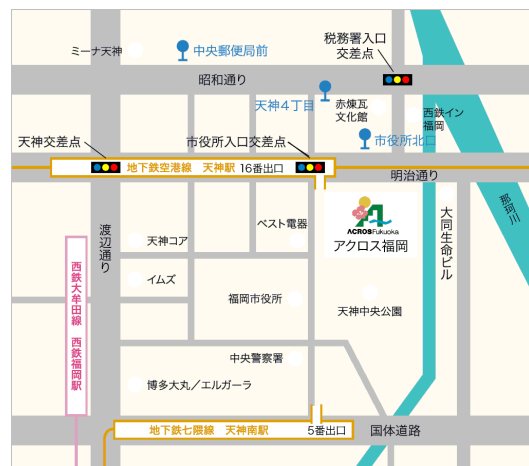 ミーナ天神
中央郵便局前
税務署入口
交差点
昭和通り
天神4丁目
赤煉瓦
文化館
西鉄イン
福岡
市役所北口
天神交差点
市役所入口交差点
地下鉄空港線 天神駅 16番出口
明治通り
那珂川
渡辺通り
天神コア
ベスト電器
ACROS Fukuoka
アクロス福岡
大同生命ビル
イムズ
福岡市役所
天神中央公園
西鉄大牟田線 西鉄福岡駅
中央警察署
博多大丸／エルガーラ
地下鉄七隈線 天神南駅 5番出口
国体道路